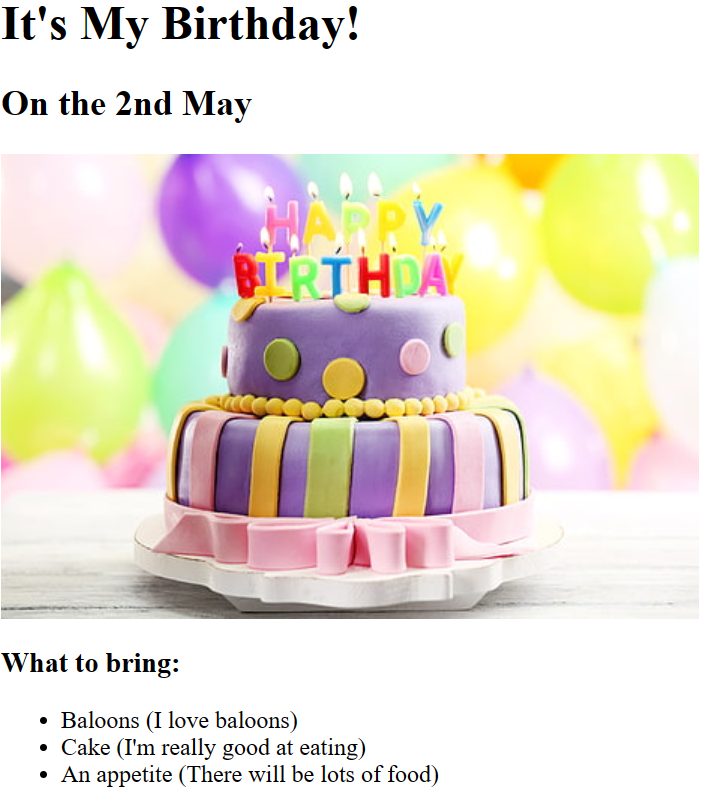 It's My Birthday!
On the 2nd May
HAPPY
BIRTHDAY
What to bring:
Baloons (I love baloons)
Cake (I'm really good at eating)
An appetite (There will be lots of food)